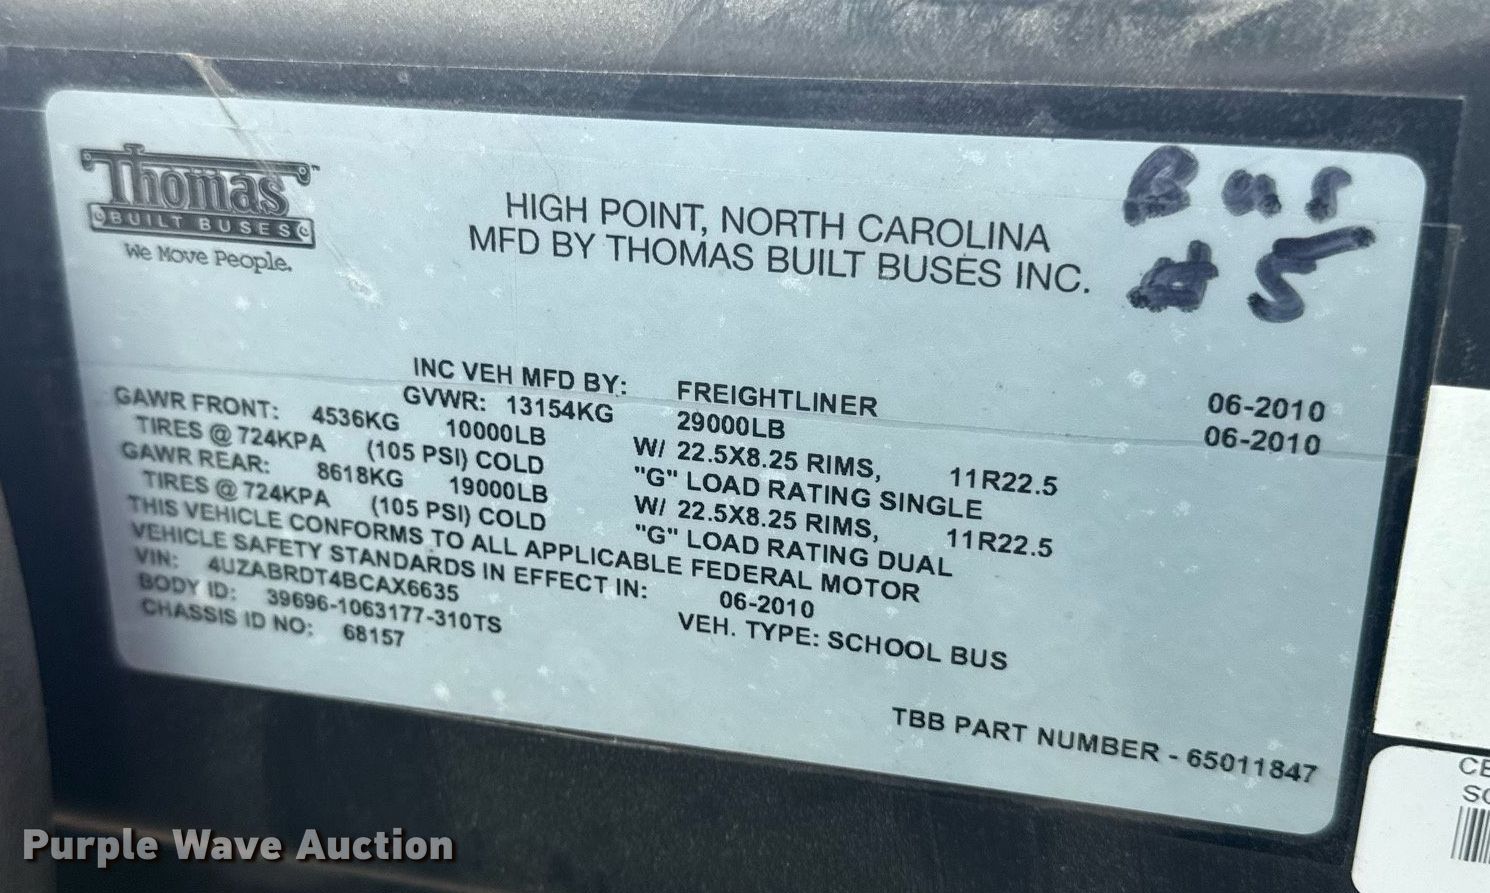 Thomas™
BUILT BUSES
We Move People.
HIGH POINT, NORTH CAROLINA
MFD BY THOMAS BUILT BUSES INC.
Bus
#5
INC VEH MFD BY: FREIGHTLINER 06-2010
GVWR: 13154KG 29000LB 06-2010
GAWR FRONT: 4536KG 10000LB W/ 22.5X8.25 RIMS, 11R22.5
TIRES @ 724KPA (105 PSI) COLD "G" LOAD RATING SINGLE
GAWR REAR: 8618KG 19000LB W/ 22.5X8.25 RIMS, 11R22.5
TIRES @ 724KPA (105 PSI) COLD "G" LOAD RATING DUAL
THIS VEHICLE CONFORMS TO ALL APPLICABLE FEDERAL MOTOR
VEHICLE SAFETY STANDARDS IN EFFECT IN: 06-2010
VIN: 4UZABRDT4BCAX6635
BODY ID: 39696-1063177-310TS VEH. TYPE: SCHOOL BUS
CHASSIS ID NO: 68157
TBB PART NUMBER - 65011847
Purple Wave Auction